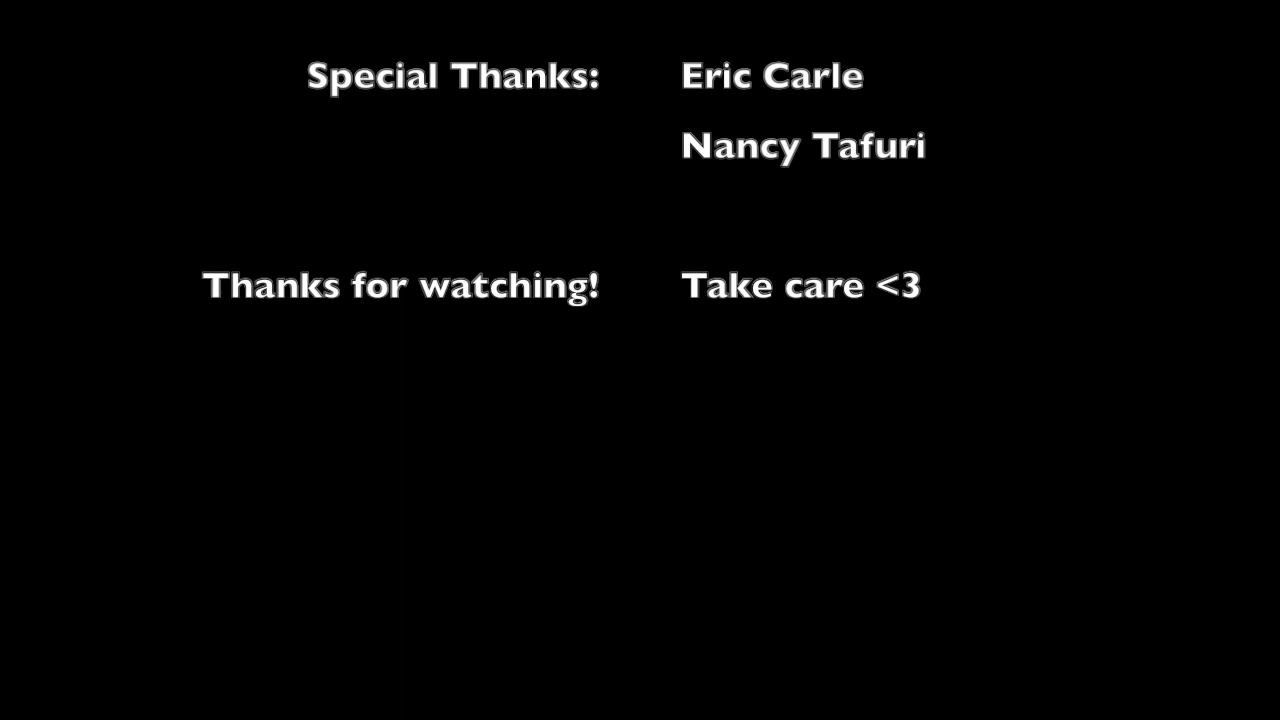 Special Thanks: Eric Carle
Nancy Tafuri
Thanks for watching! Take care <3